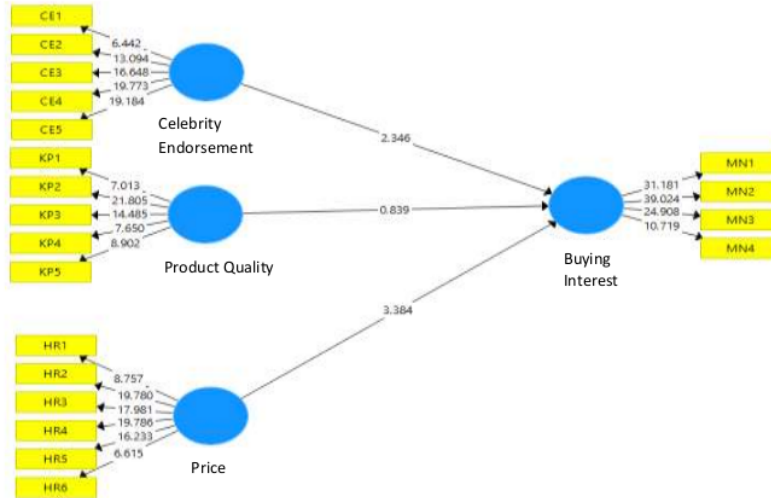 CE1
CE2
CE3
CE4
CE5
6.442
13.094
16.648
19.773
19.184
Celebrity
Endorsement
2.346
KP1
KP2
KP3
KP4
KP5
7.013
21.805
14.485
7.650
8.902
Product Quality
0.839
HR1
HR2
HR3
HR4
HR5
HR6
8.757
19.780
17.981
19.786
16.233
6.615
Price
3.384
Buying
Interest
31.181
39.024
24.908
10.719
MN1
MN2
MN3
MN4